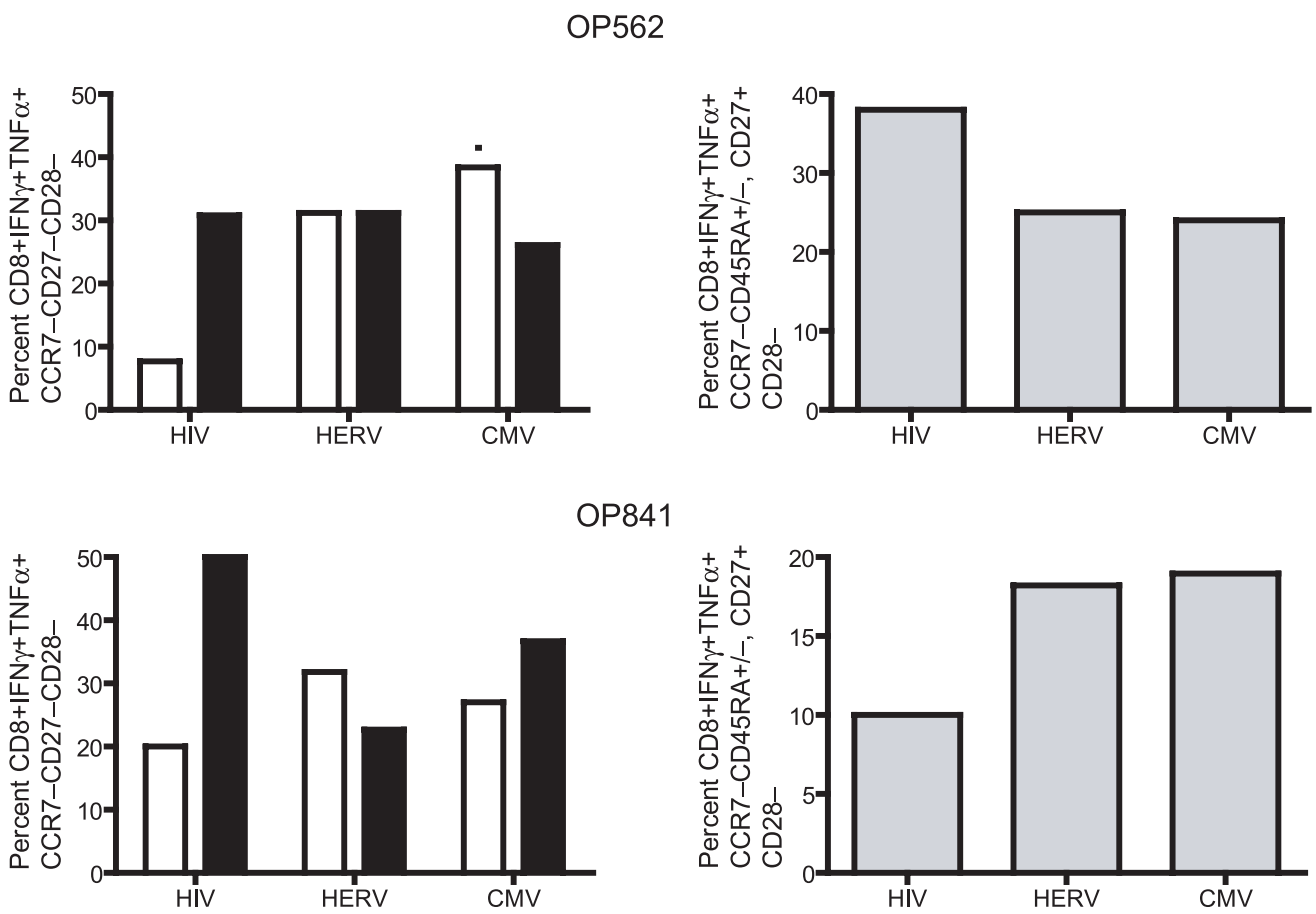 OP562
Percent CD8+IFNγ+TNFα+
CCR7–CD27–CD28–
50
40
30
20
10
0
HIV
HERV
CMV
Percent CD8+IFNγ+TNFα+
CCR7–CD45RA+/–, CD27+
CD28–
40
30
20
10
0
HIV
HERV
CMV
OP841
Percent CD8+IFNγ+TNFα+
CCR7–CD27–CD28–
50
40
30
20
10
0
HIV
HERV
CMV
Percent CD8+IFNγ+TNFα+
CCR7–CD45RA+/–, CD27+
CD28–
20
15
10
5
0
HIV
HERV
CMV